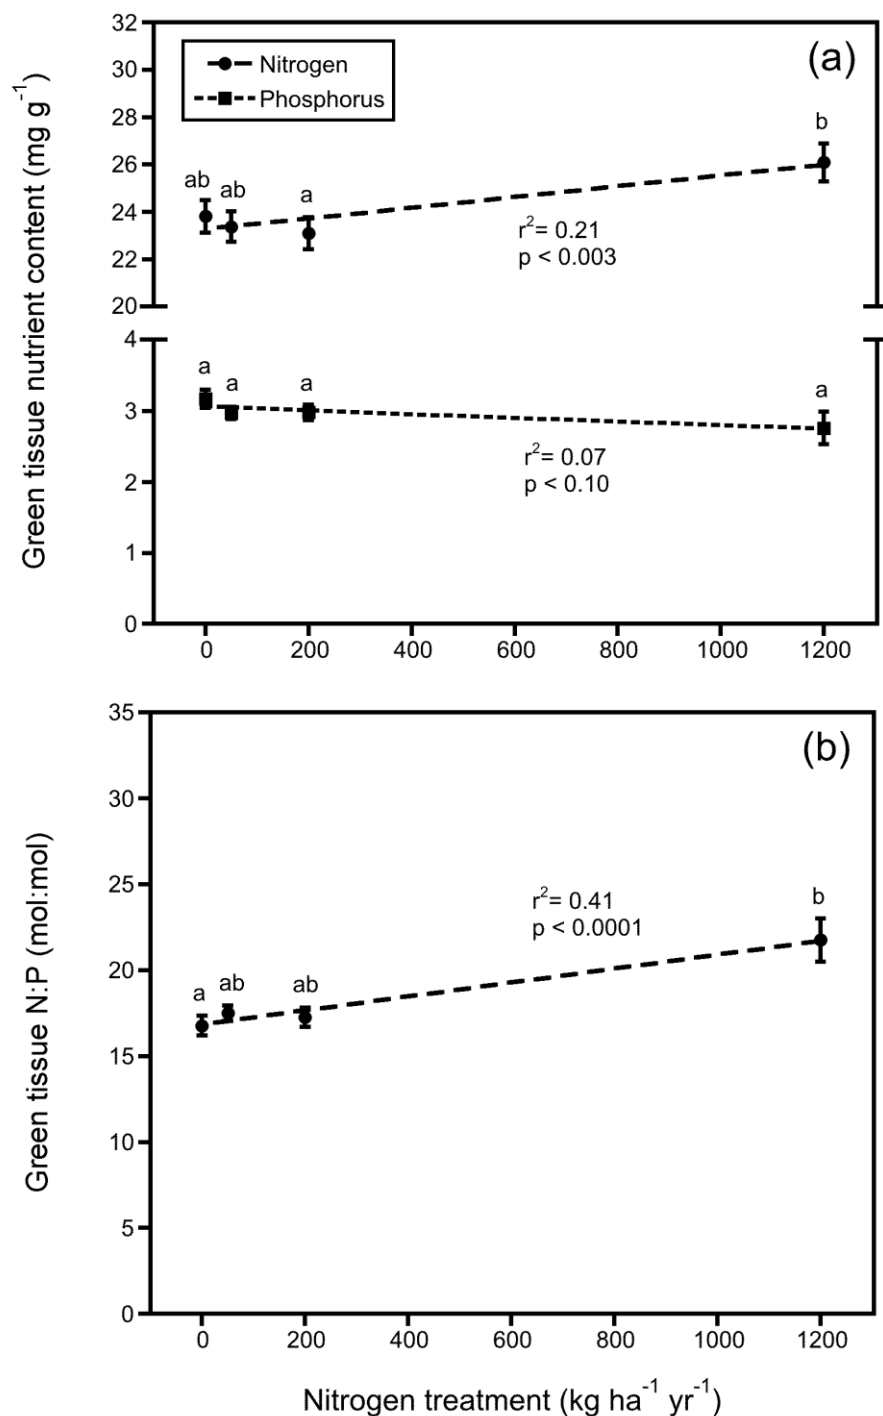 (a)
Nitrogen
Phosphorus
Green tissue nutrient content (mg g⁻¹)
32
30
28
26
24
22
20
ab
ab
a
b
r²= 0.21
p < 0.003
4
3
2
1
0
a
a
a
a
r²= 0.07
p < 0.10
0 200 400 600 800 1000 1200
(b)
Green tissue N:P (mol:mol)
35
30
25
20
15
10
5
0
a
ab
ab
b
r²= 0.41
p < 0.0001
0 200 400 600 800 1000 1200
Nitrogen treatment (kg ha⁻¹ yr⁻¹)